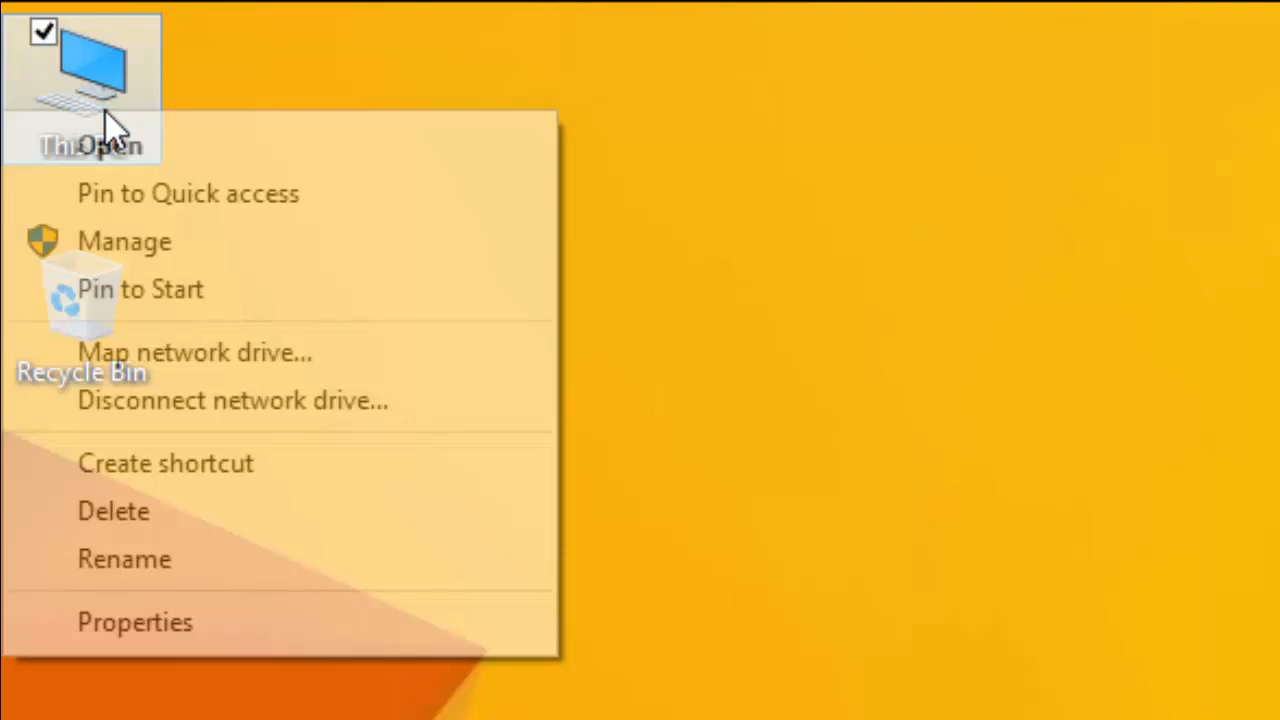 This
Open
Pin to Quick access
Manage
Pin to Start
Map network drive...
Recycle Bin
Disconnect network drive...
Create shortcut
Delete
Rename
Properties